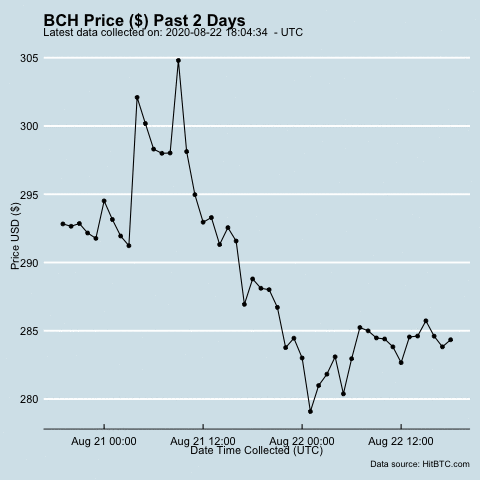 BCH Price ($) Past 2 Days
Latest data collected on: 2020-08-22 18:04:34 - UTC
305
300
295
290
285
280
Price USD ($)
Aug 21 00:00 Aug 21 12:00 Aug 22 00:00 Aug 22 12:00
Date Time Collected (UTC)
Data source: HitBTC.com